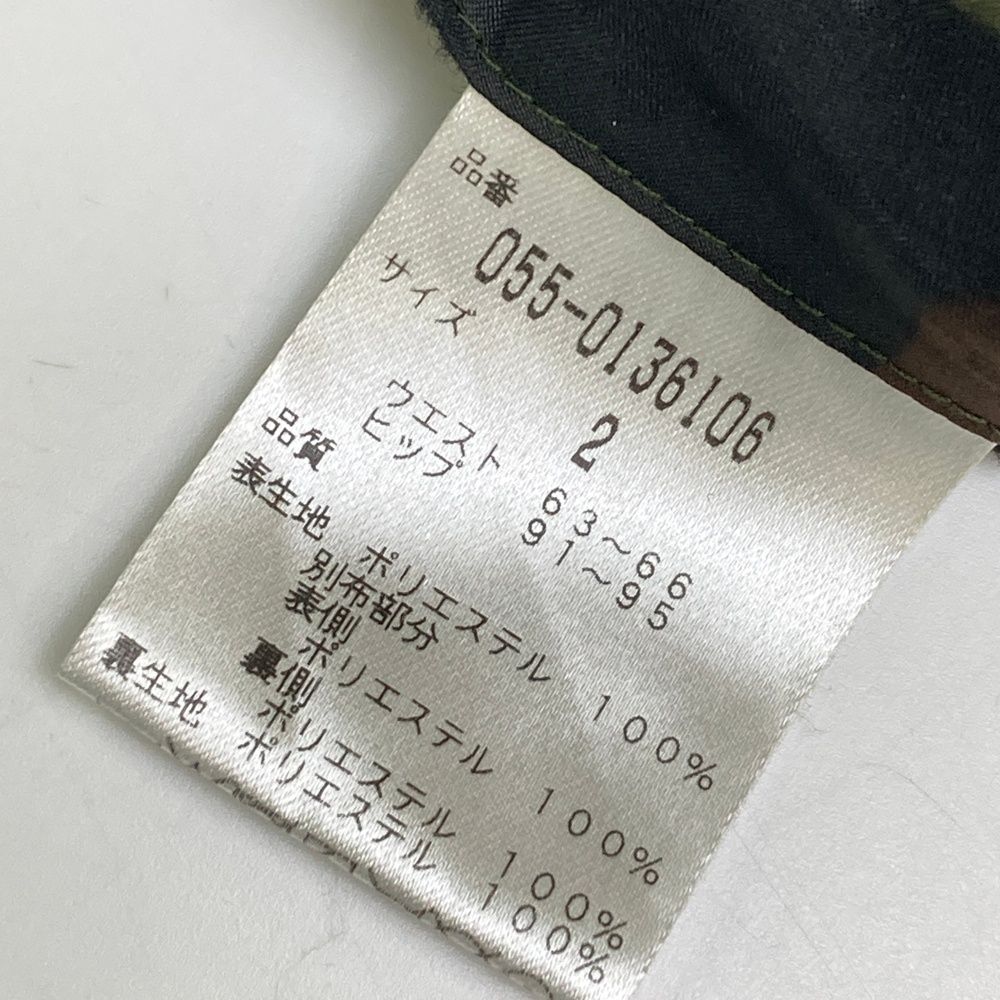 品番
055-0136106
サイズ
2
ウエスト 63～66
ヒップ 91～95
品質
表生地
ポリエステル 100%
別布部分
表側
ポリエステル 100%
裏側
ポリエステル 100%
裏生地 ポリエステル 100%